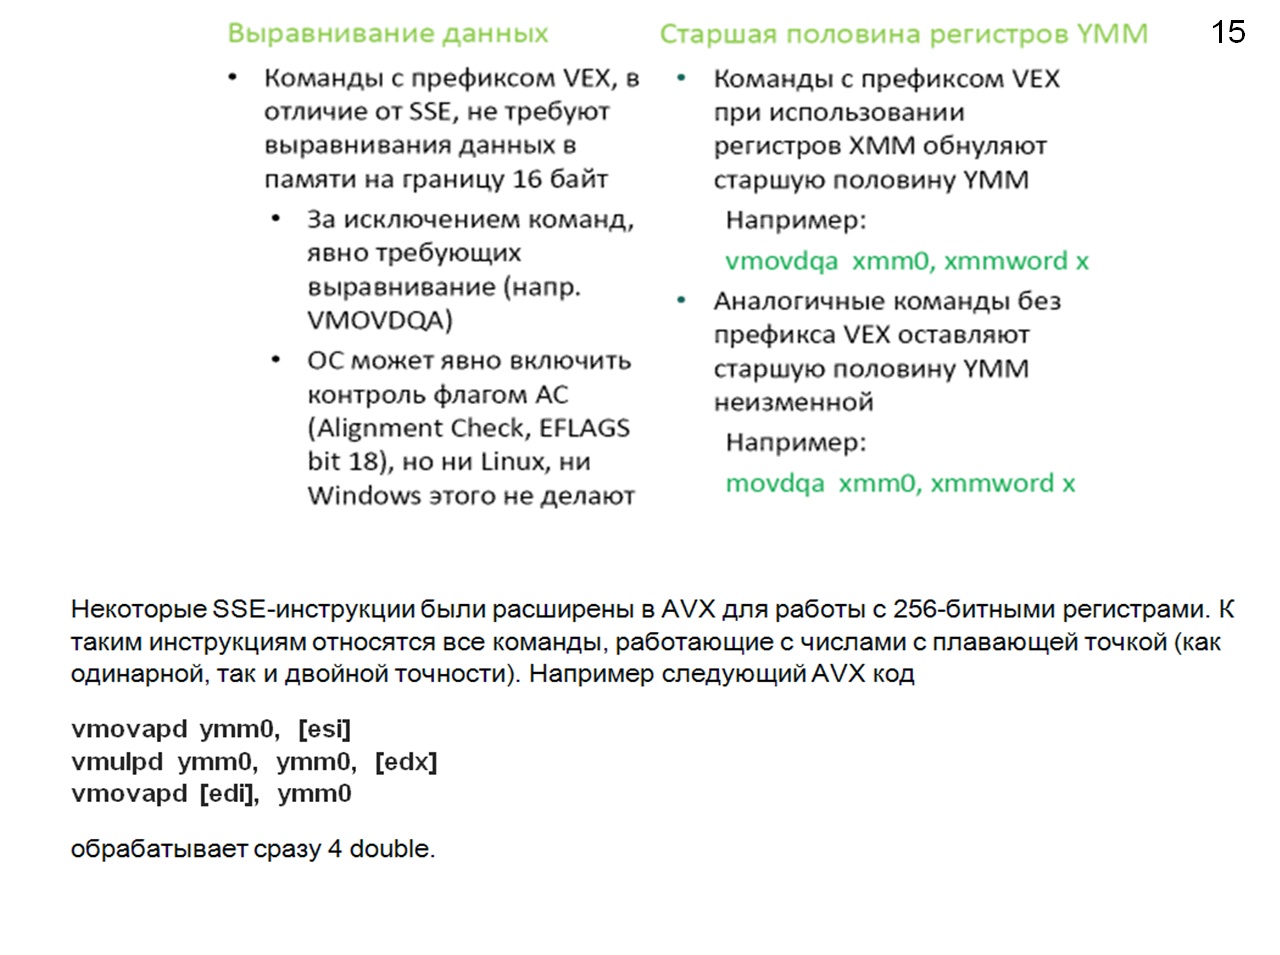 15
Выравнивание данных
• Команды с префиксом VEX, в
отличие от SSE, не требуют
выравнивания данных в
памяти на границу 16 байт
• За исключением команд,
явно требующих
выравнивание (напр.
VMOVDQA)
• ОС может явно включить
контроль флагом AC
(Alignment Check, EFLAGS
bit 18), но ни Linux, ни
Windows этого не делают
Старшая половина регистров YMM
• Команды с префиксом VEX
при использовании
регистров XMM обнуляют
старшую половину YMM
Например:
vmovdqa xmm0, xmmword x
• Аналогичные команды без
префикса VEX оставляют
старшую половину YMM
неизменной
Например:
movdqa xmm0, xmmword x
Некоторые SSE-инструкции были расширены в AVX для работы с 256-битными регистрами. К
таким инструкциям относятся все команды, работающие с числами с плавающей точкой (как
одинарной, так и двойной точности). Например следующий AVX код
vmovapd ymm0, [esi]
vmulpd ymm0, ymm0, [edx]
vmovapd [edi], ymm0
обрабатывает сразу 4 double.